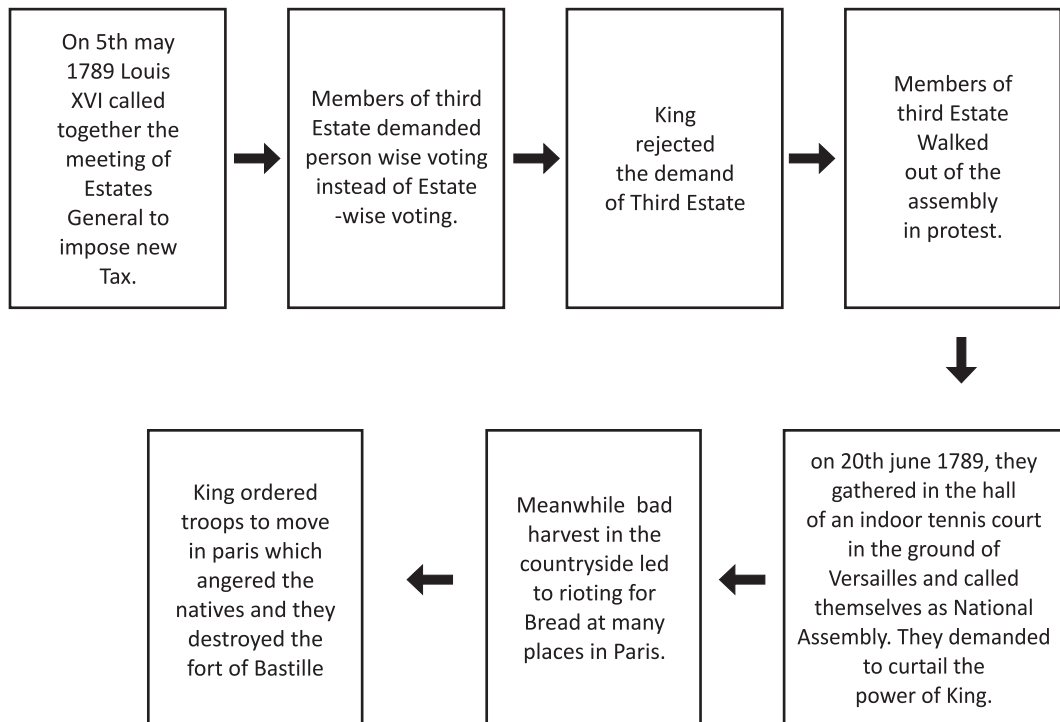 On 5th may
1789 Louis
XVI called
together the
meeting of
Estates
General to
impose new
Tax.
Members of third
Estate demanded
person wise voting
instead of Estate
-wise voting.
King
rejected
the demand
of Third Estate
Members of
third Estate
Walked
out of the
assembly
in protest.
on 20th june 1789, they
gathered in the hall
of an indoor tennis court
in the ground of
Versailles and called
themselves as National
Assembly. They demanded
to curtail the
power of King.
Meanwhile bad
harvest in the
countryside led
to rioting for
Bread at many
places in Paris.
King ordered
troops to move
in paris which
angered the
natives and they
destroyed the
fort of Bastille